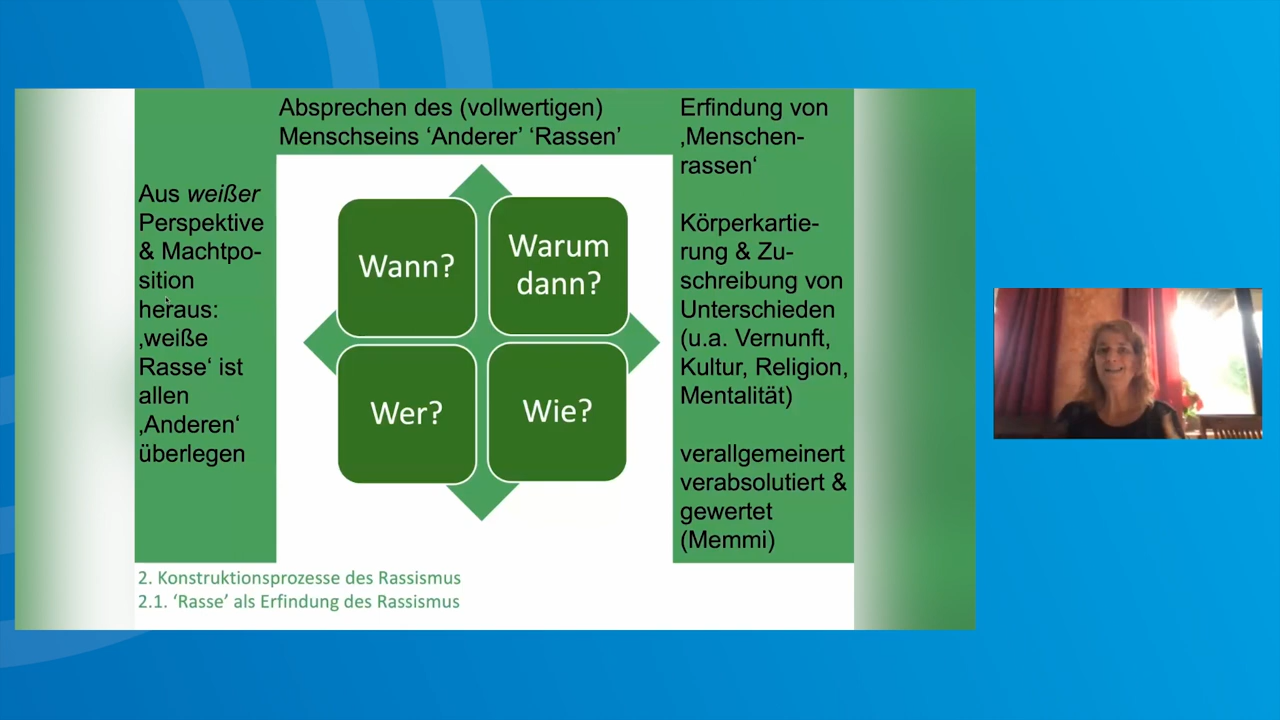 Absprechen des (vollwertigen)
Menschseins ‘Anderer’ ‘Rassen’
Aus weißer
Perspektive
& Machtpo-
sition
heraus:
‚weiße
Rasse‘ ist
allen
‚Anderen‘
überlegen
Wann?
Warum
dann?
Wer?
Wie?
Erfindung von
‚Menschen-
rassen‘
Körperkartie-
rung & Zu-
schreibung von
Unterschieden
(u.a. Vernunft,
Kultur, Religion,
Mentalität)
verallgemeinert
verabsolutiert &
gewertet
(Memmi)
2. Konstruktionsprozesse des Rassismus
2.1. ‘Rasse’ als Erfindung des Rassismus